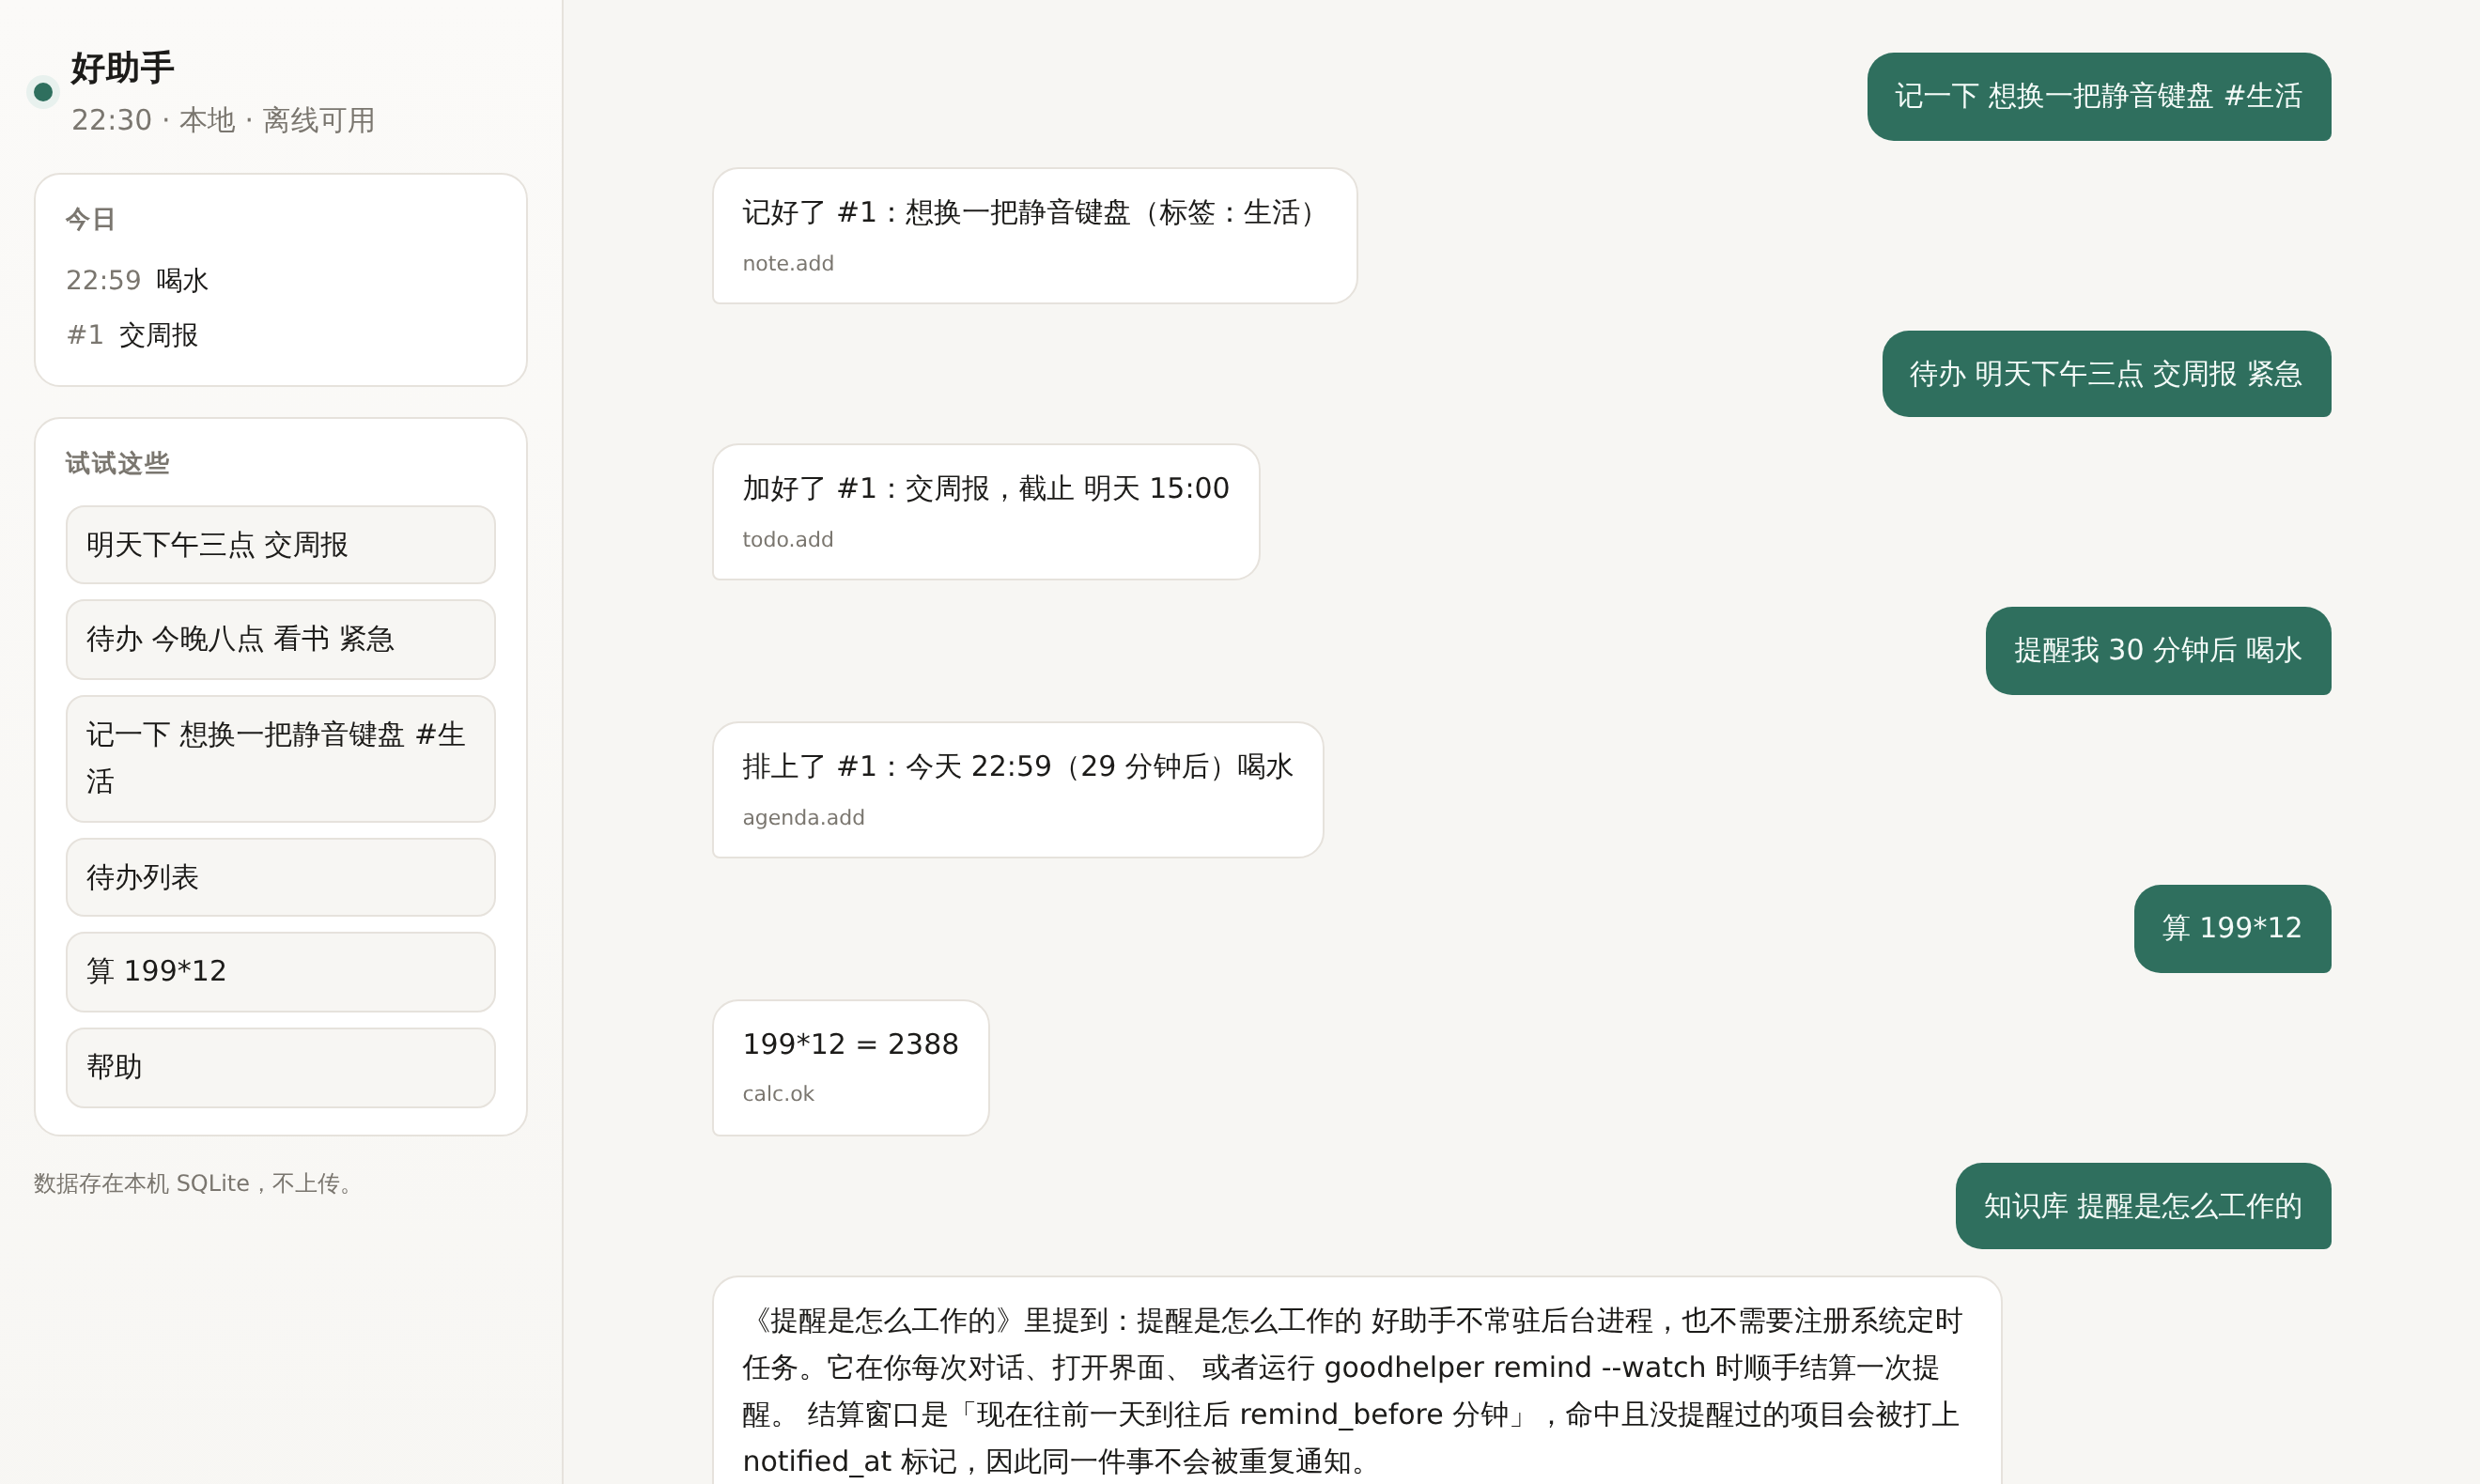 好助手
22:30 · 本地 · 离线可用
今日
22:59 喝水
#1 交周报
试试这些
明天下午三点 交周报
待办 今晚八点 看书 紧急
记一下 想换一把静音键盘 #生
活
待办列表
算 199*12
帮助
数据存在本机 SQLite，不上传。
记一下 想换一把静音键盘 #生活
记好了 #1：想换一把静音键盘（标签：生活）
note.add
待办 明天下午三点 交周报 紧急
加好了 #1：交周报，截止 明天 15:00
todo.add
提醒我 30 分钟后 喝水
排上了 #1：今天 22:59（29 分钟后）喝水
agenda.add
算 199*12
199*12 = 2388
calc.ok
知识库 提醒是怎么工作的
《提醒是怎么工作的》里提到：提醒是怎么工作的 好助手不常驻后台进程，也不需要注册系统定时
任务。它在你每次对话、打开界面、 或者运行 goodhelper remind --watch 时顺手结算一次提
醒。 结算窗口是「现在往前一天到往后 remind_before 分钟」，命中且没提醒过的项目会被打上
notified_at 标记，因此同一件事不会被重复通知。